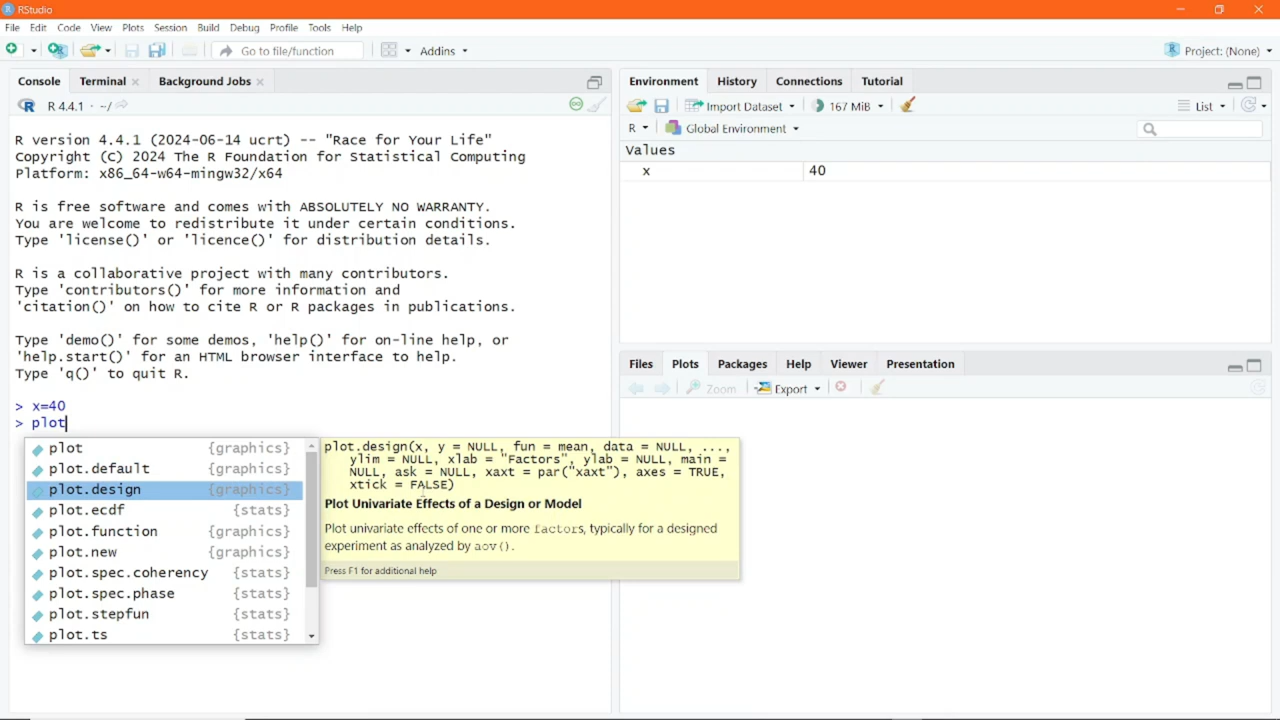 RStudio
File Edit Code View Plots Session Build Debug Profile Tools Help
Go to file/function Addins Project: (None)
Console Terminal Background Jobs
R R 4.4.1 · ~/
R version 4.4.1 (2024-06-14 ucrt) -- "Race for Your Life"
Copyright (C) 2024 The R Foundation for Statistical Computing
Platform: x86_64-w64-mingw32/x64
R is free software and comes with ABSOLUTELY NO WARRANTY.
You are welcome to redistribute it under certain conditions.
Type 'license()' or 'licence()' for distribution details.
R is a collaborative project with many contributors.
Type 'contributors()' for more information and
'citation()' on how to cite R or R packages in publications.
Type 'demo()' for some demos, 'help()' for on-line help, or
'help.start()' for an HTML browser interface to help.
Type 'q()' to quit R.
> x=40
> plot
plot {graphics}
plot.default {graphics}
plot.design {graphics}
plot.ecdf {stats}
plot.function {graphics}
plot.new {graphics}
plot.spec.coherency {stats}
plot.spec.phase {stats}
plot.stepfun {stats}
plot.ts {stats}
plot.design(x, y = NULL, fun = mean, data = NULL, ...,
ylim = NULL, xlab = "Factors", ylab = NULL, main =
NULL, ask = NULL, xaxt = par("xaxt"), axes = TRUE,
xtick = FALSE)
Plot Univariate Effects of a Design or Model
Plot univariate effects of one or more factors, typically for a designed
experiment as analyzed by aov().
Press F1 for additional help
Environment History Connections Tutorial
Import Dataset 167 MiB List
R Global Environment
Values
x 40
Files Plots Packages Help Viewer Presentation
Zoom Export